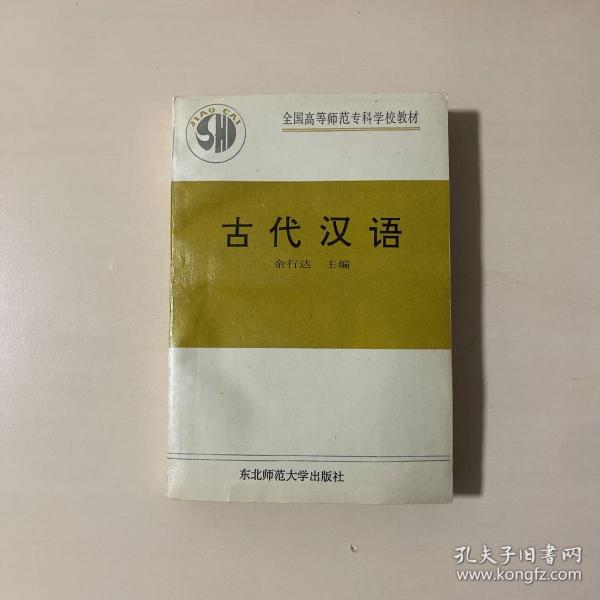 JIAO CAI
SHI
全国高等师范专科学校教材
古代汉语
余行达 主编
东北师范大学出版社
孔夫子旧书网
www.kongfz.com